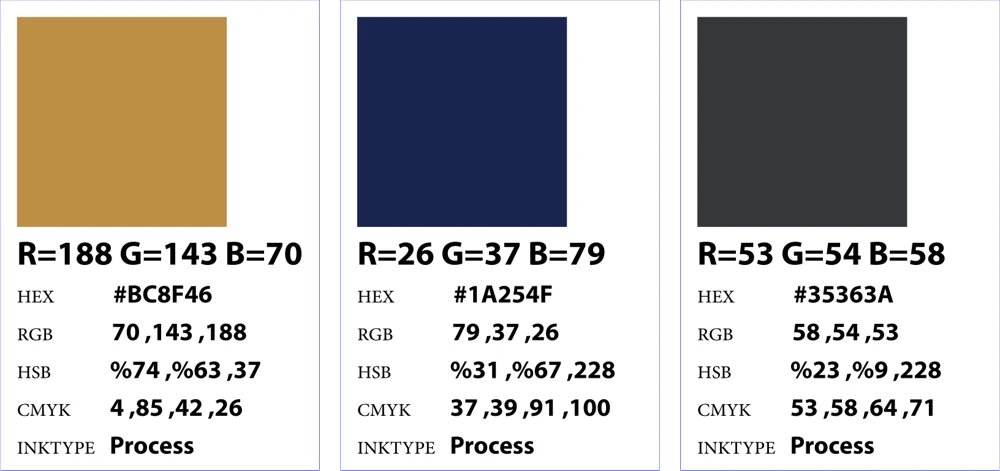 R=188 G=143 B=70
HEX #BC8F46
RGB 70 ,143 ,188
HSB %74 ,%63 ,37
CMYK 4 ,85 ,42 ,26
INKTYPE Process
R=26 G=37 B=79
HEX #1A254F
RGB 79 ,37 ,26
HSB %31 ,%67 ,228
CMYK 37 ,39 ,91 ,100
INKTYPE Process
R=53 G=54 B=58
HEX #35363A
RGB 58 ,54 ,53
HSB %23 ,%9 ,228
CMYK 53 ,58 ,64 ,71
INKTYPE Process